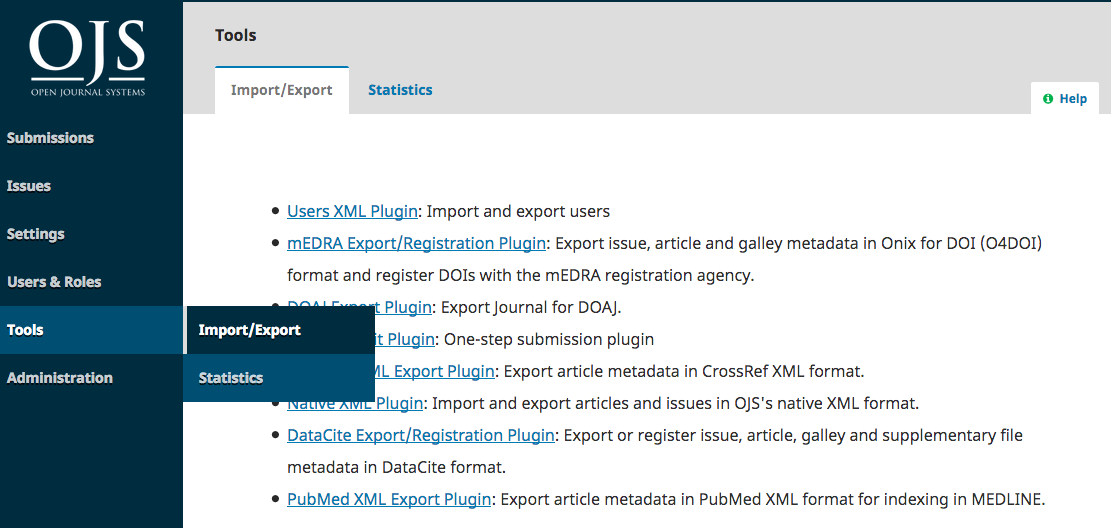 OJS
OPEN JOURNAL SYSTEMS
Submissions
Issues
Settings
Users & Roles
Tools
Administration
Import/Export
Statistics
Tools
Import/Export
Statistics
Help
Users XML Plugin: Import and export users
mEDRA Export/Registration Plugin: Export issue, article and galley metadata in Onix for DOI (O4DOI)
format and register DOIs with the mEDRA registration agency.
DOAJ Export Plugin: Export Journal for DOAJ.
Plugin: One-step submission plugin
Export Plugin: Export article metadata in CrossRef XML format.
Native XML Plugin: Import and export articles and issues in OJS's native XML format.
DataCite Export/Registration Plugin: Export or register issue, article, galley and supplementary file
metadata in DataCite format.
PubMed XML Export Plugin: Export article metadata in PubMed XML format for indexing in MEDLINE.